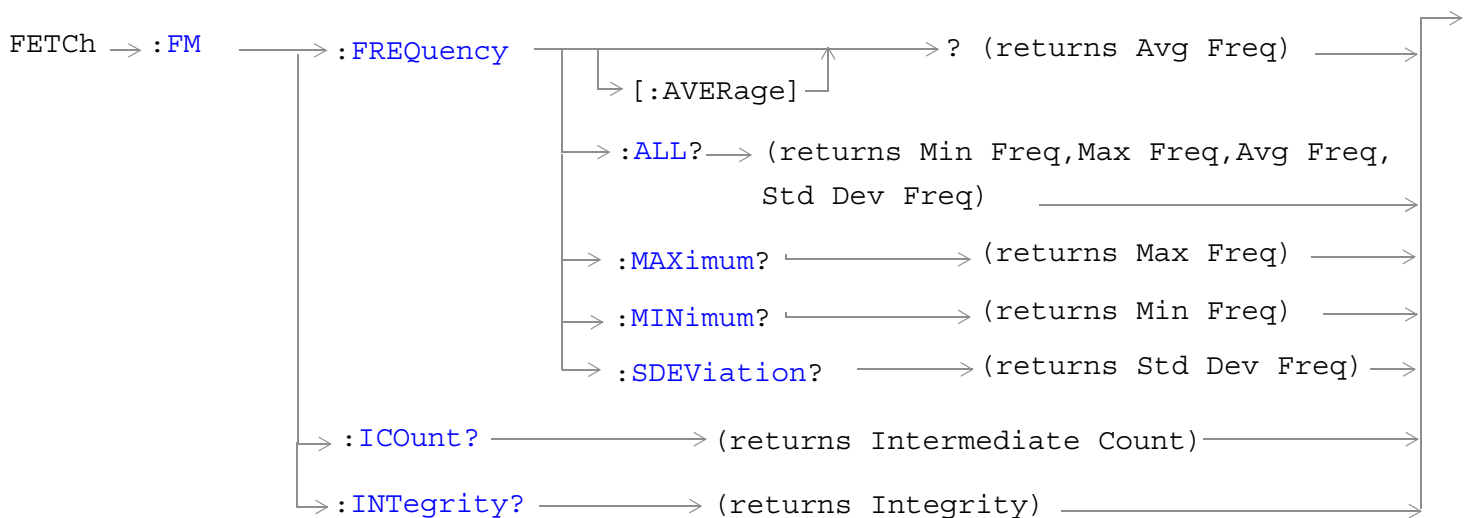 FETCh :FM :FREQuency ? (returns Avg Freq)
[:AVERage]
:ALL? (returns Min Freq,Max Freq,Avg Freq,
Std Dev Freq)
:MAXimum? (returns Max Freq)
:MINimum? (returns Min Freq)
:SDEViation? (returns Std Dev Freq)
:ICOunt? (returns Intermediate Count)
:INTegrity? (returns Integrity)